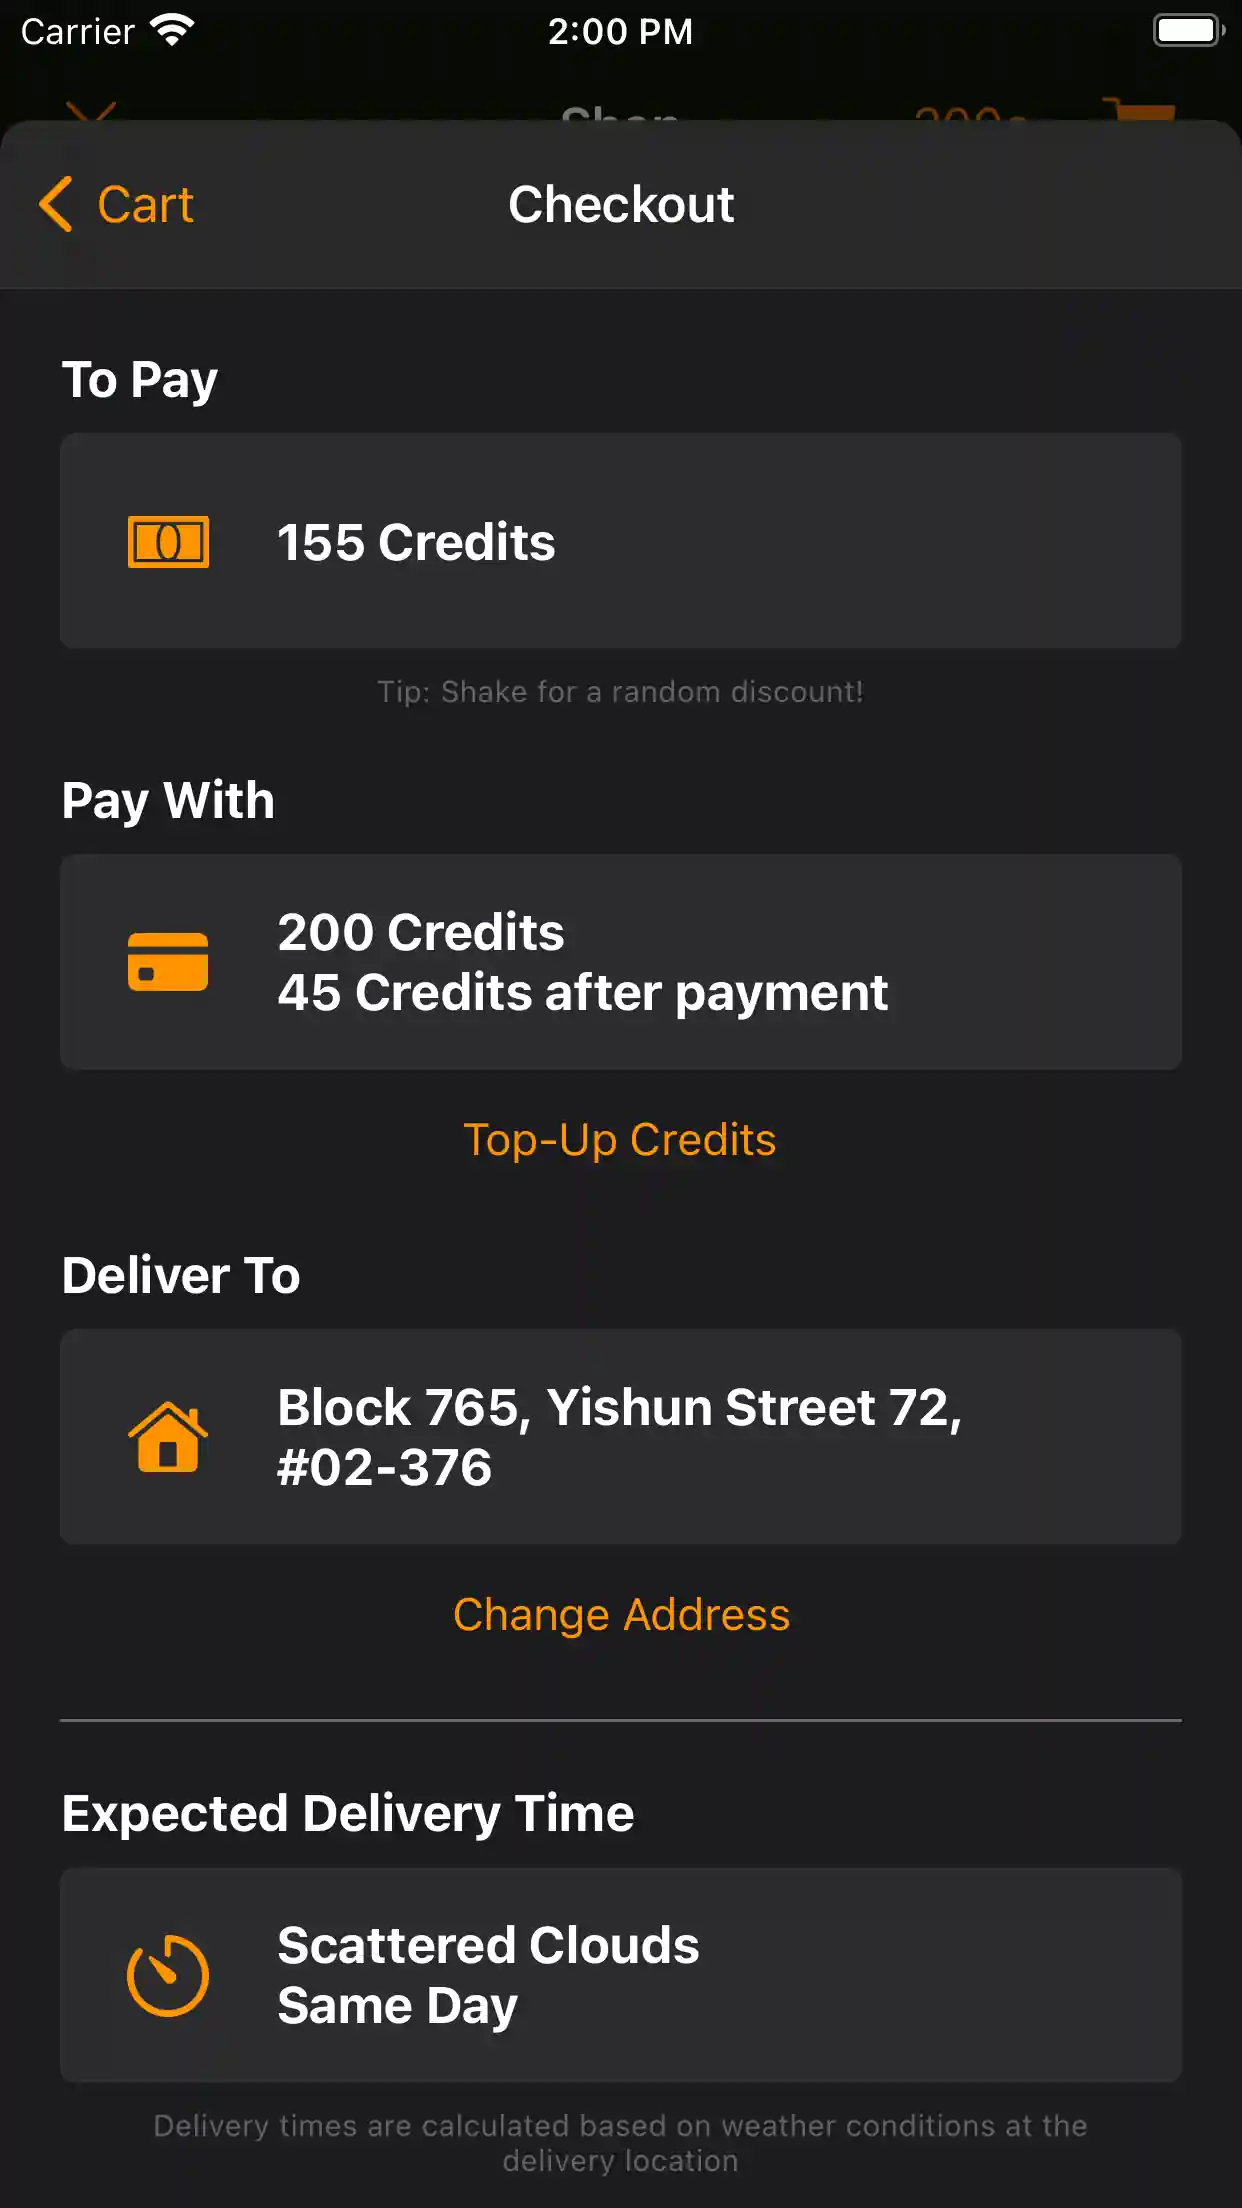 Carrier
2:00 PM
Shop
Cart
Checkout
To Pay
155 Credits
Tip: Shake for a random discount!
Pay With
200 Credits
45 Credits after payment
Top-Up Credits
Deliver To
Block 765, Yishun Street 72,
#02-376
Change Address
Expected Delivery Time
Scattered Clouds
Same Day
Delivery times are calculated based on weather conditions at the
delivery location